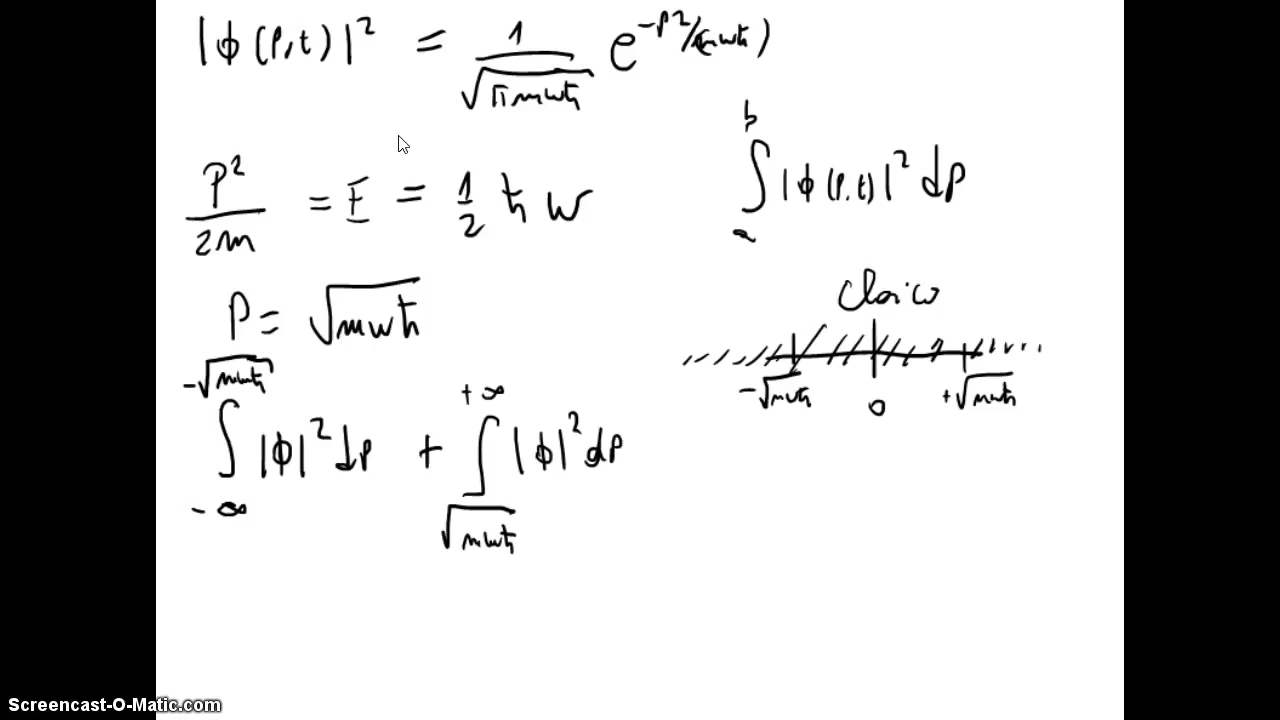 |ϕ(P,t)|² = 1/√(πmωħ) e^(-P²/(mωħ))
∫_a^b |ϕ(P,t)|² dP
P²/2m = E = 1/2 ħ ω
P = √(mωħ)
Clasico
-√(mωħ) 0 +√(mωħ)
∫_{-∞}^{-√(mωħ)} |ϕ|² dP + ∫_{√(mωħ)}^{+∞} |ϕ|² dP
Screencast-O-Matic.com